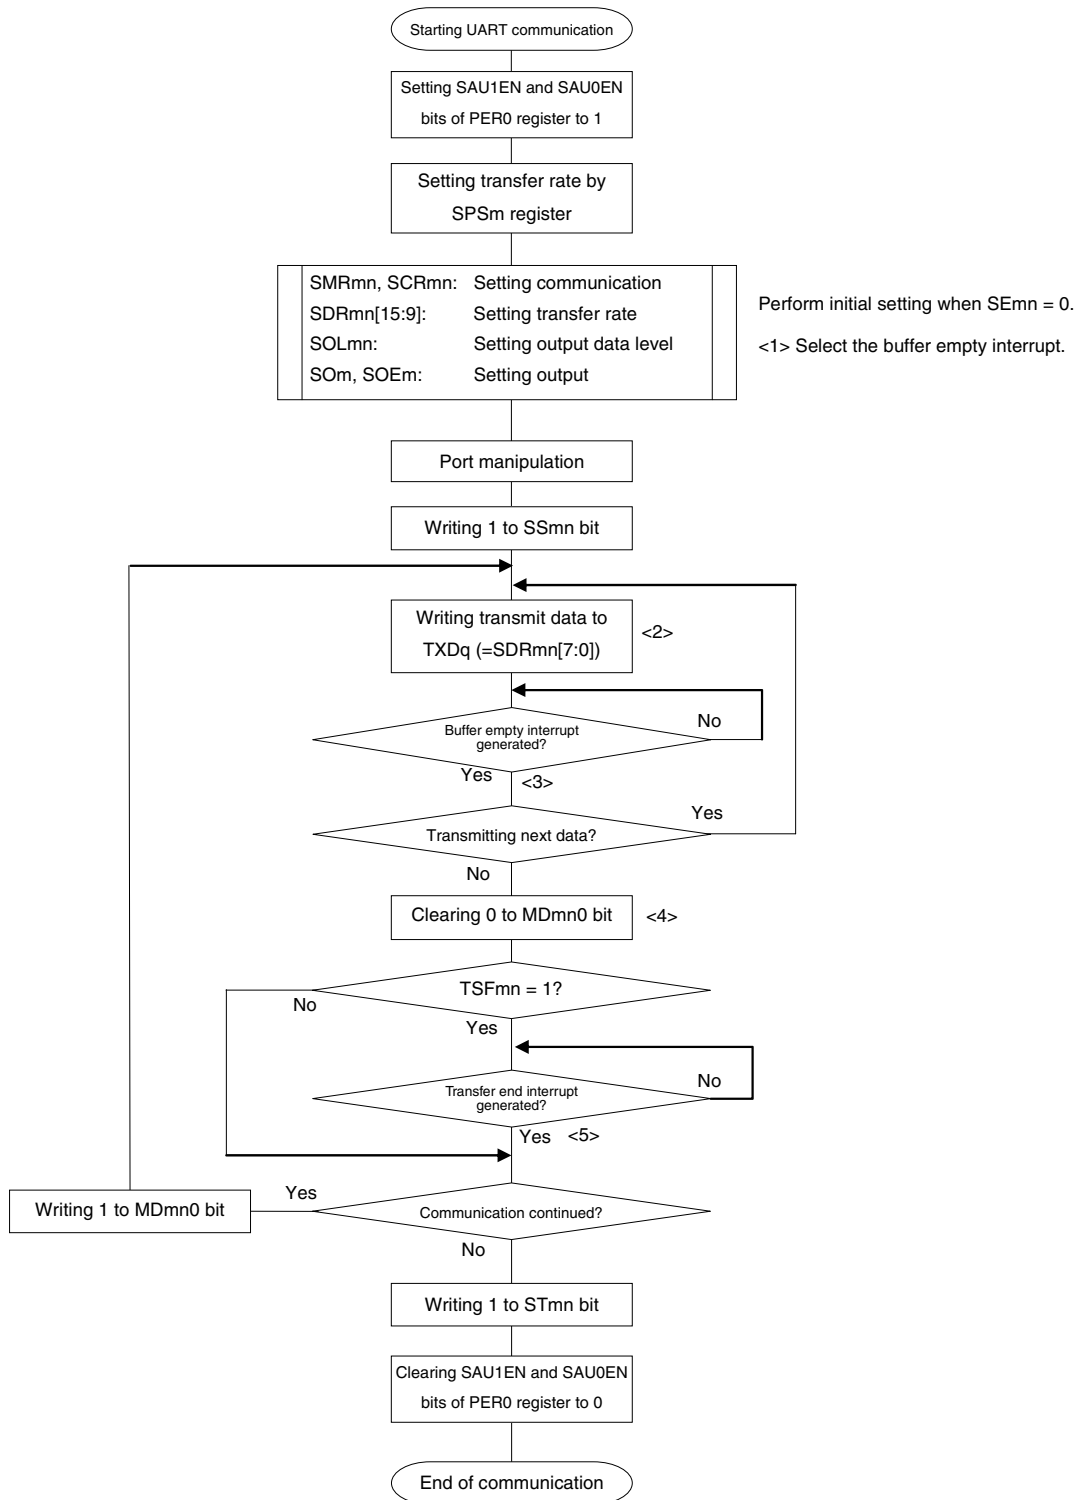 Starting UART communication
Setting SAU1EN and SAU0EN
bits of PER0 register to 1
Setting transfer rate by
SPSm register
SMRmn, SCRmn: Setting communication
SDRmn[15:9]: Setting transfer rate
SOLmn: Setting output data level
SOm, SOEm: Setting output
Perform initial setting when SEmn = 0.
<1> Select the buffer empty interrupt.
Port manipulation
Writing 1 to SSmn bit
Writing transmit data to
TXDq (=SDRmn[7:0])
<2>
Buffer empty interrupt
generated?
No
Yes
<3>
Transmitting next data?
Yes
No
Clearing 0 to MDmn0 bit
<4>
TSFmn = 1?
No
Yes
Transfer end interrupt
generated?
No
Yes
<5>
Communication continued?
Yes
Writing 1 to MDmn0 bit
No
Writing 1 to STmn bit
Clearing SAU1EN and SAU0EN
bits of PER0 register to 0
End of communication